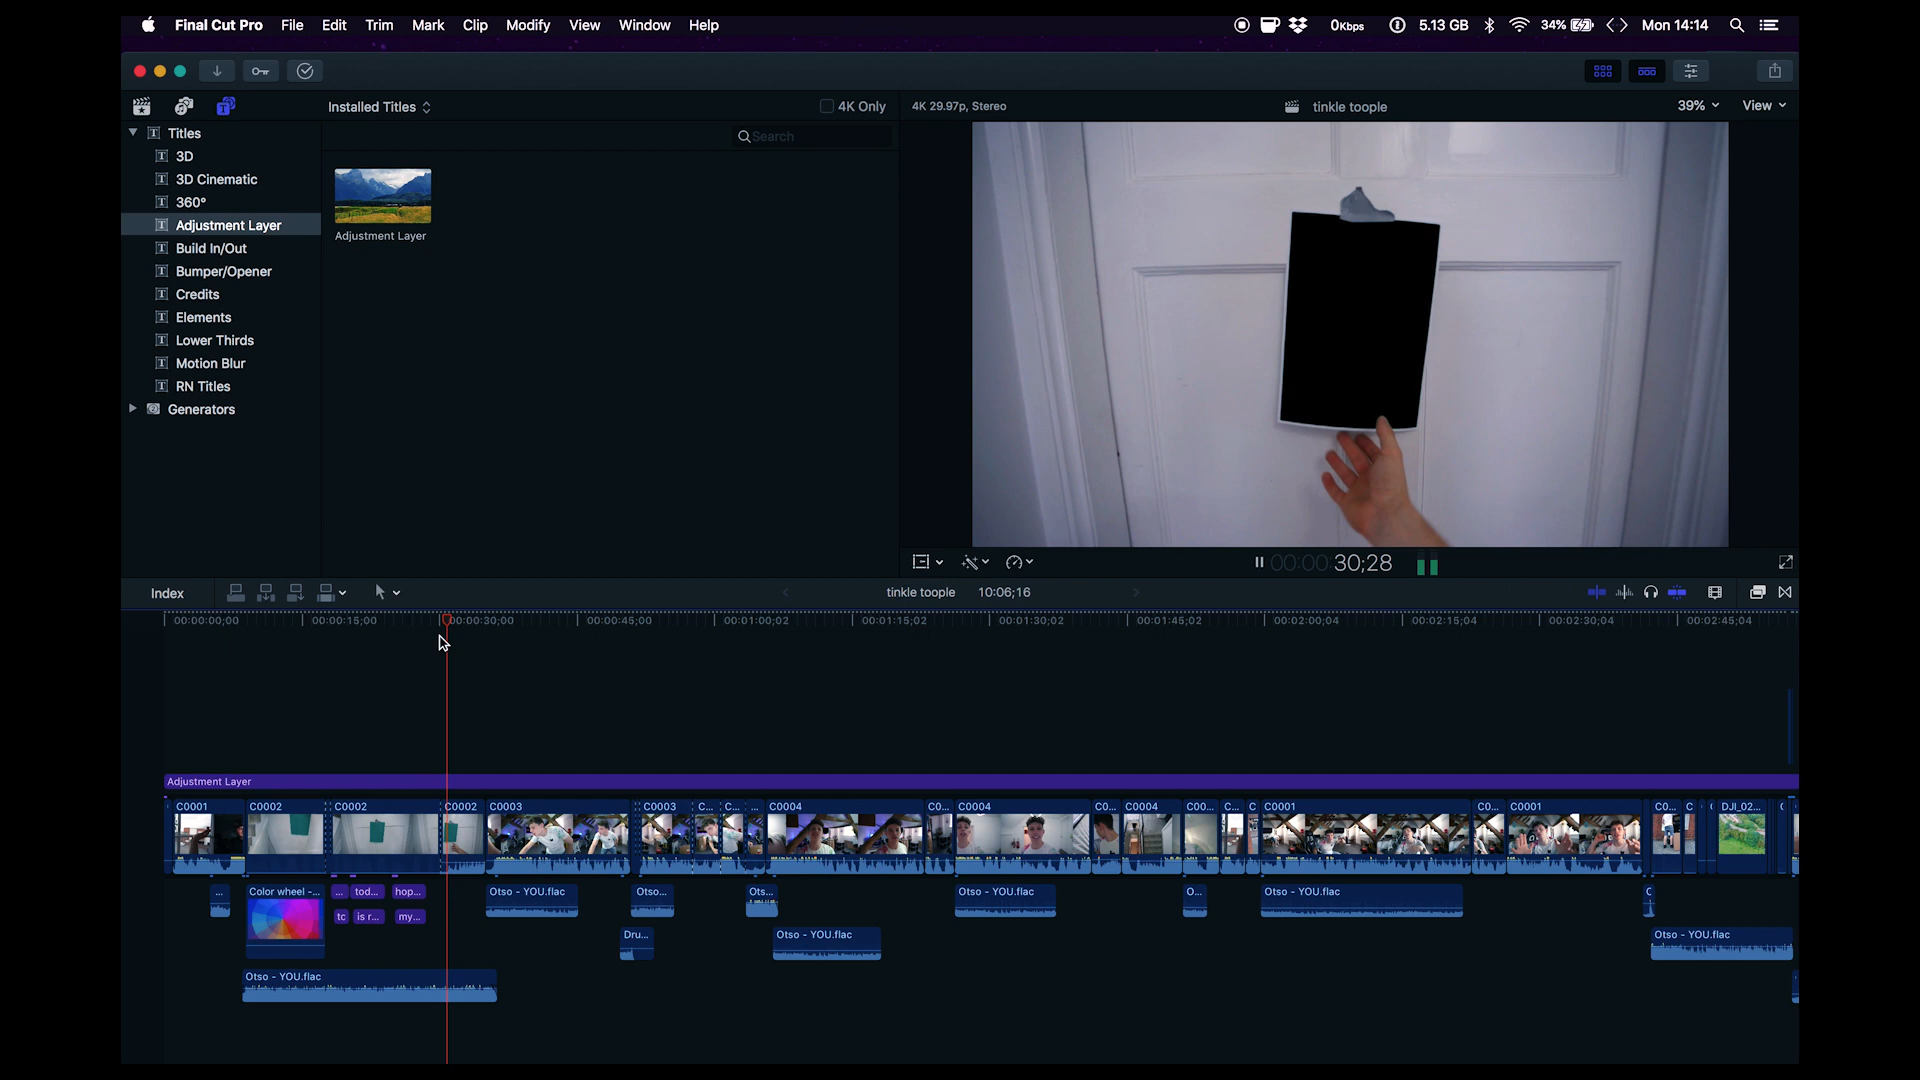 Final Cut Pro File Edit Trim Mark Clip Modify View Window Help
0Kbps 5.13 GB 34% Mon 14:14
Installed Titles
4K Only
4K 29.97p, Stereo
tinkle toople
39%
View
Titles
3D
3D Cinematic
360°
Adjustment Layer
Build In/Out
Bumper/Opener
Credits
Elements
Lower Thirds
Motion Blur
RN Titles
Generators
Search
Adjustment Layer
00:00:30;28
Index
tinkle toople 10:06;16
00:00:00;00 00:00:15;00 00:00:30;00 00:00:45;00 00:01:00;02 00:01:15;02 00:01:30;02 00:01:45;02 00:02:00;04 00:02:15;04 00:02:30;04 00:02:45;04
Adjustment Layer
C0001 C0002 C0002 C0002 C0003 C0003 C... C... ... C0004 C0... C0004 C0... C0004 C00... C... C C0001 C0... C0001 C0... C DJI_02...
... Color wheel -... ... tod... hop... Otso - YOU.flac Otso... Ots... Otso - YOU.flac O... Otso - YOU.flac
tc is r... my...
Dru... Otso - YOU.flac Otso - YOU.flac
Otso - YOU.flac